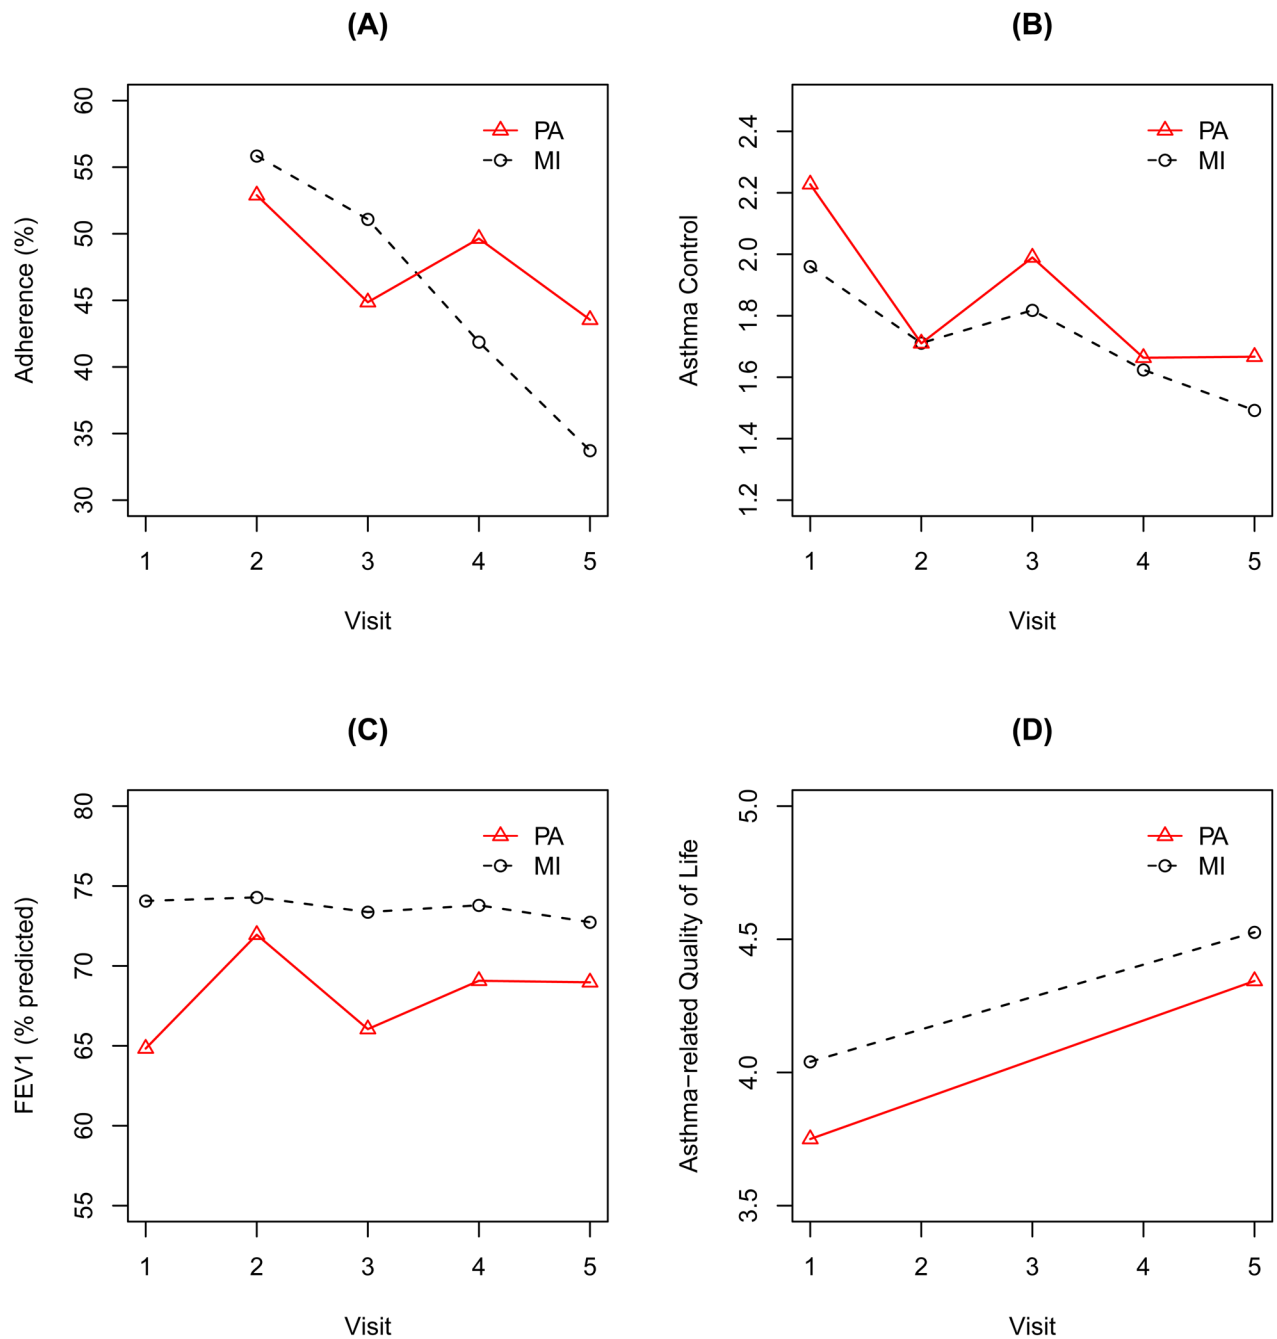 (A)
Adherence (%)
60
55
50
45
40
35
30
PA
MI
1 2 3 4 5
Visit
(B)
Asthma Control
2.4
2.2
2.0
1.8
1.6
1.4
1.2
PA
MI
1 2 3 4 5
Visit
(C)
FEV1 (% predicted)
80
75
70
65
60
55
PA
MI
1 2 3 4 5
Visit
(D)
Asthma−related Quality of Life
5.0
4.5
4.0
3.5
PA
MI
1 2 3 4 5
Visit